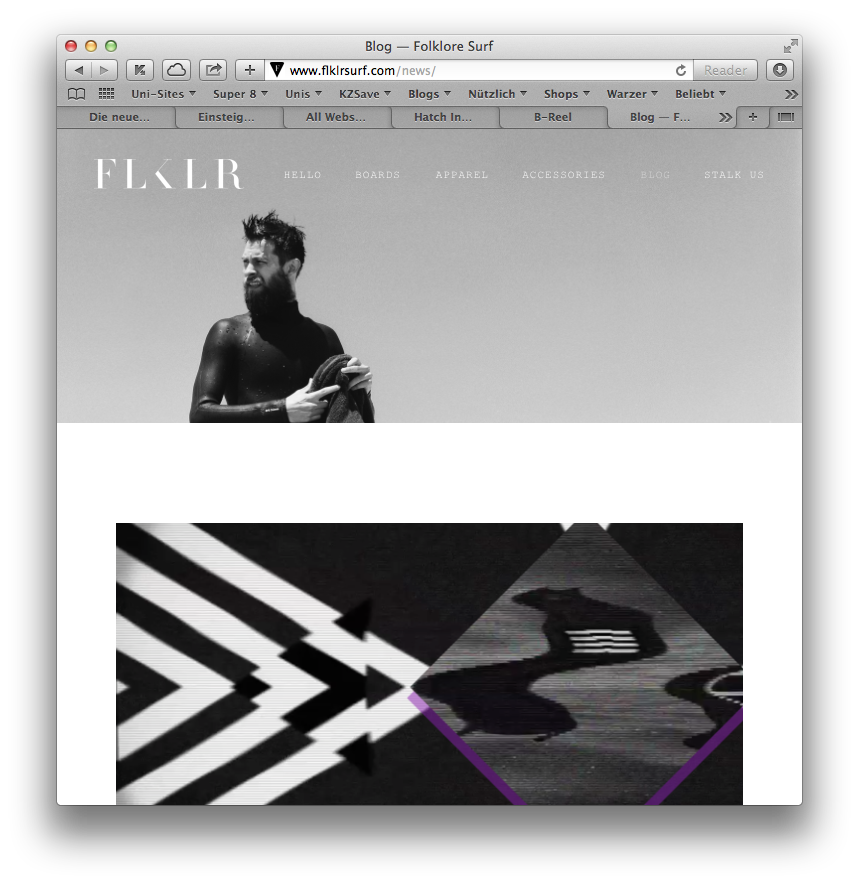 Blog — Folklore Surf
www.flklrsurf.com/news/
Reader
Uni-Sites Super 8 Unis KZSave Blogs Nützlich Shops Warzer Beliebt
Die neue... Einsteig... All Webs... Hatch In... B-Reel Blog — F...
FLKLR HELLO BOARDS APPAREL ACCESSORIES BLOG STALK US